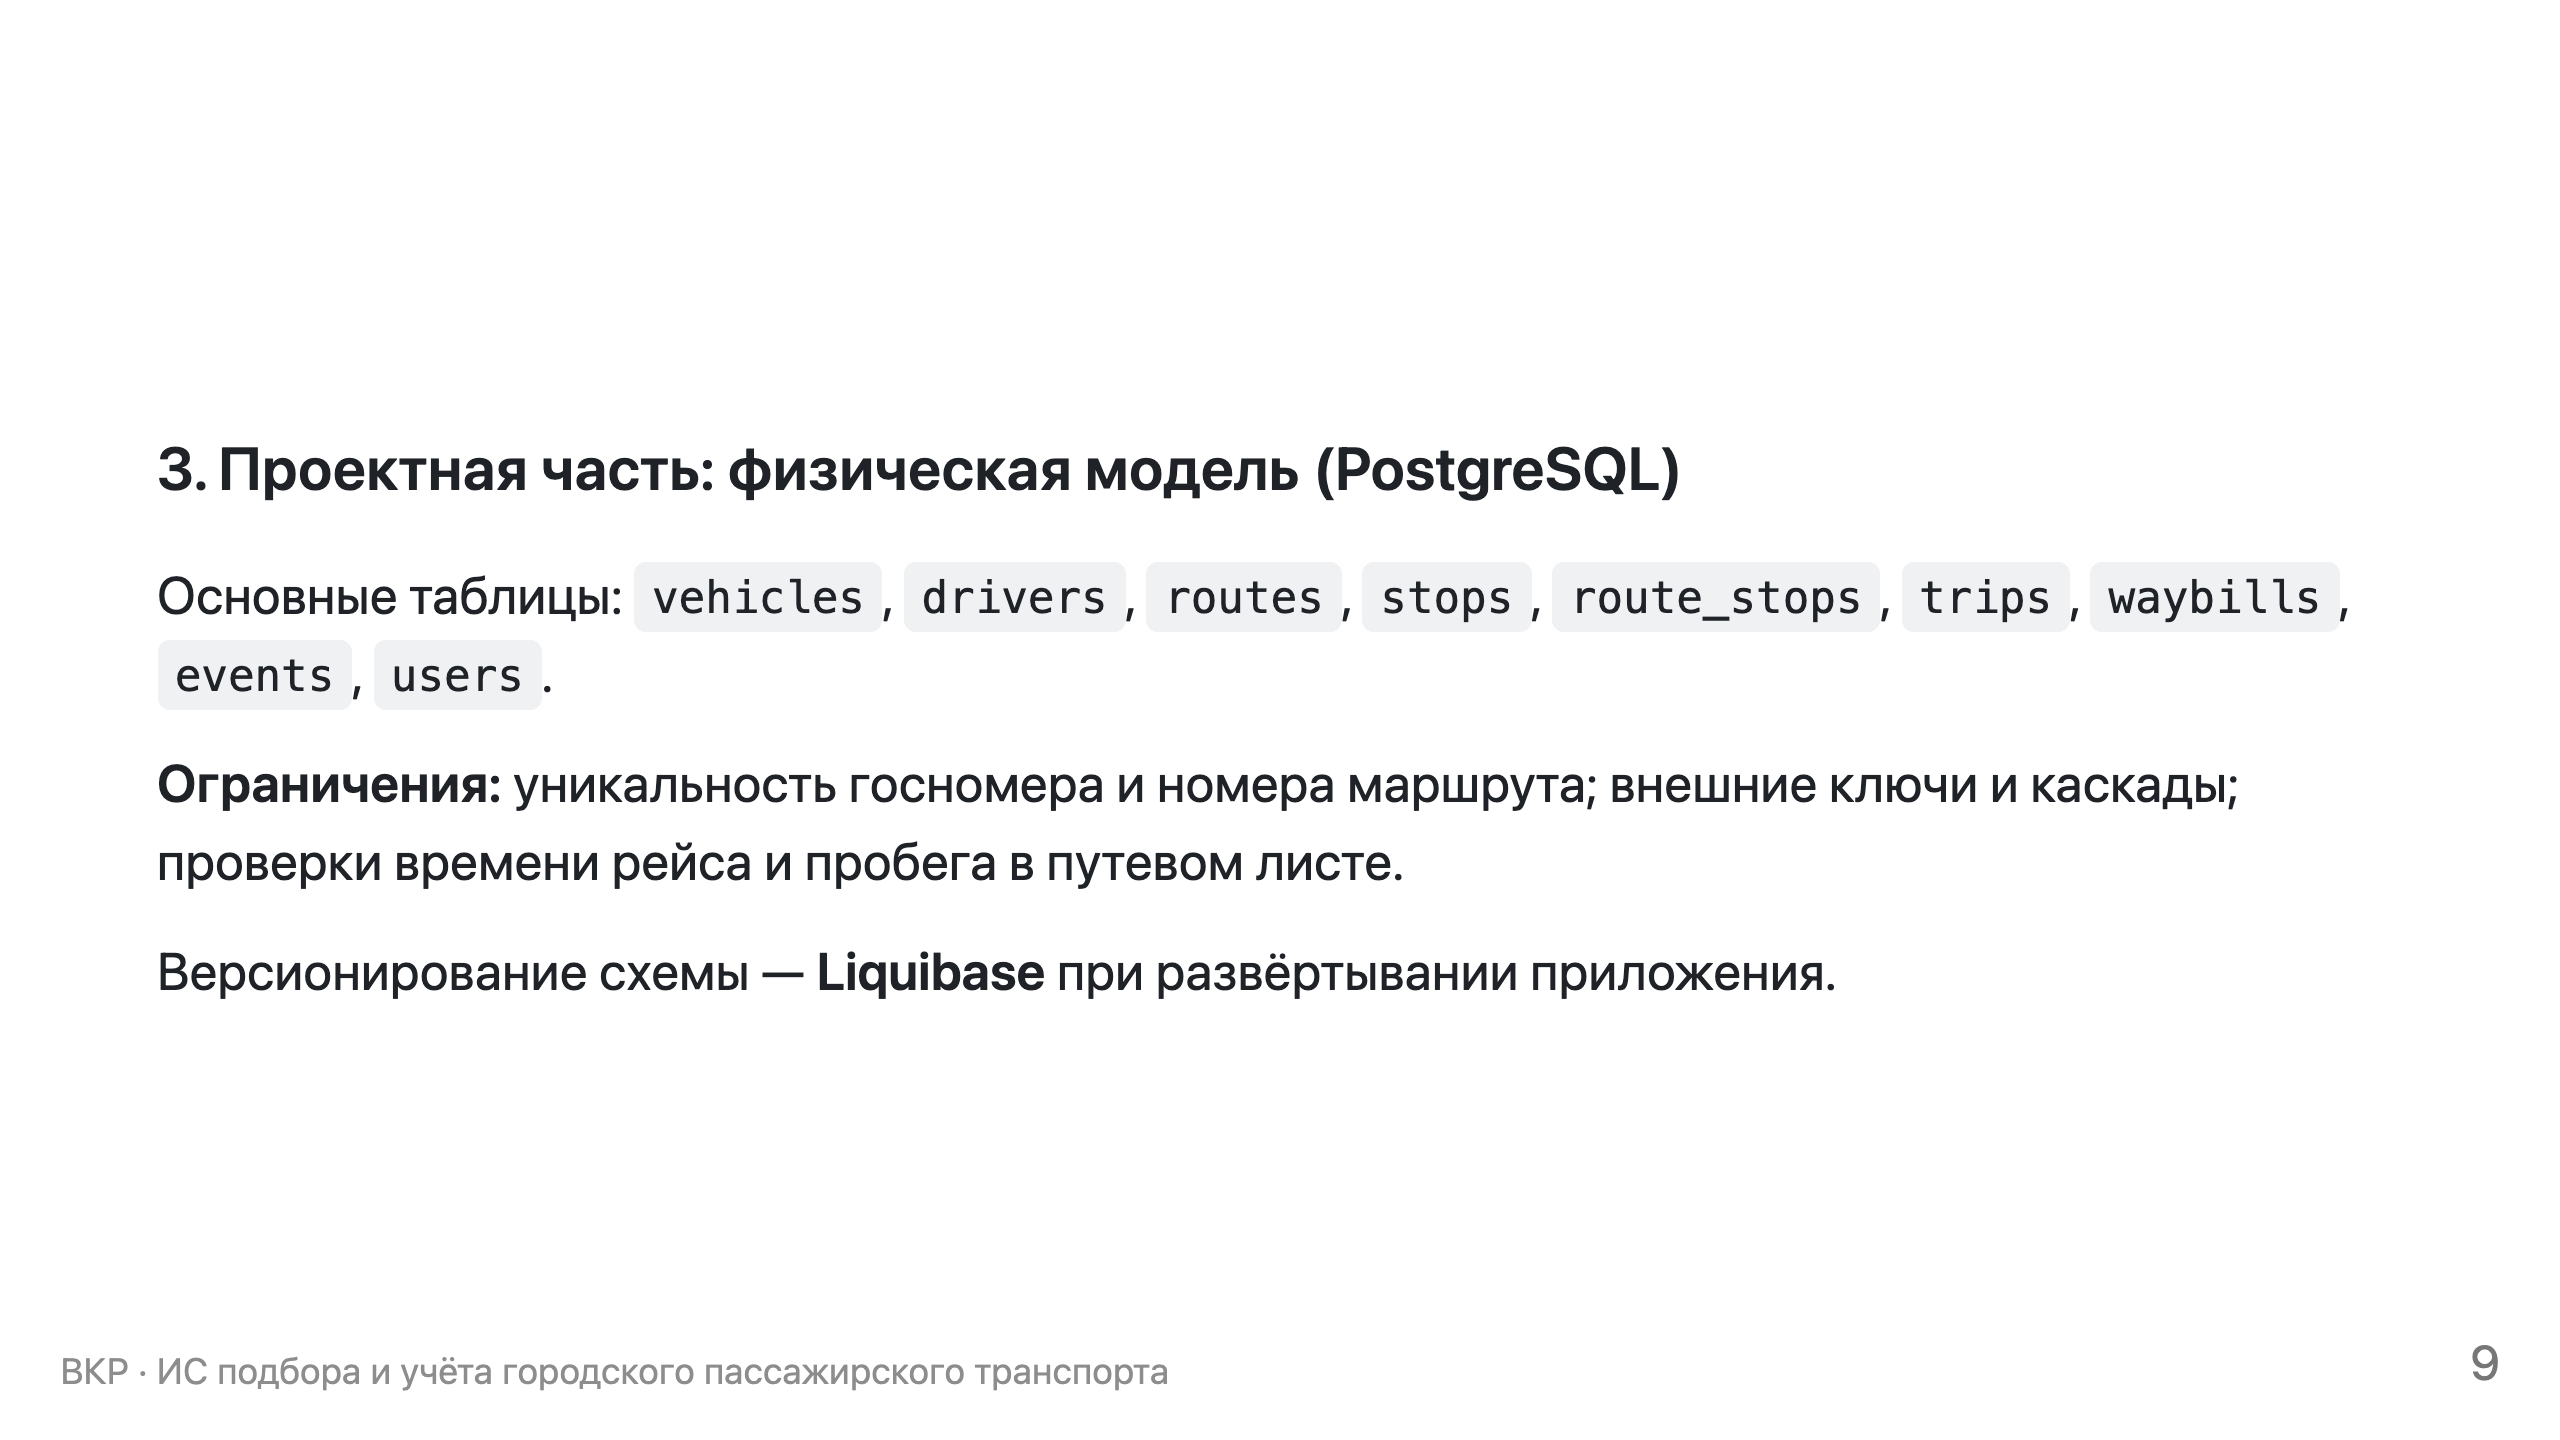 3. Проектная часть: физическая модель (PostgreSQL)
Основные таблицы: vehicles, drivers, routes, stops, route_stops, trips, waybills,
events, users.
Ограничения: уникальность госномера и номера маршрута; внешние ключи и каскады;
проверки времени рейса и пробега в путевом листе.
Версионирование схемы — Liquibase при развёртывании приложения.
ВКР · ИС подбора и учёта городского пассажирского транспорта
9